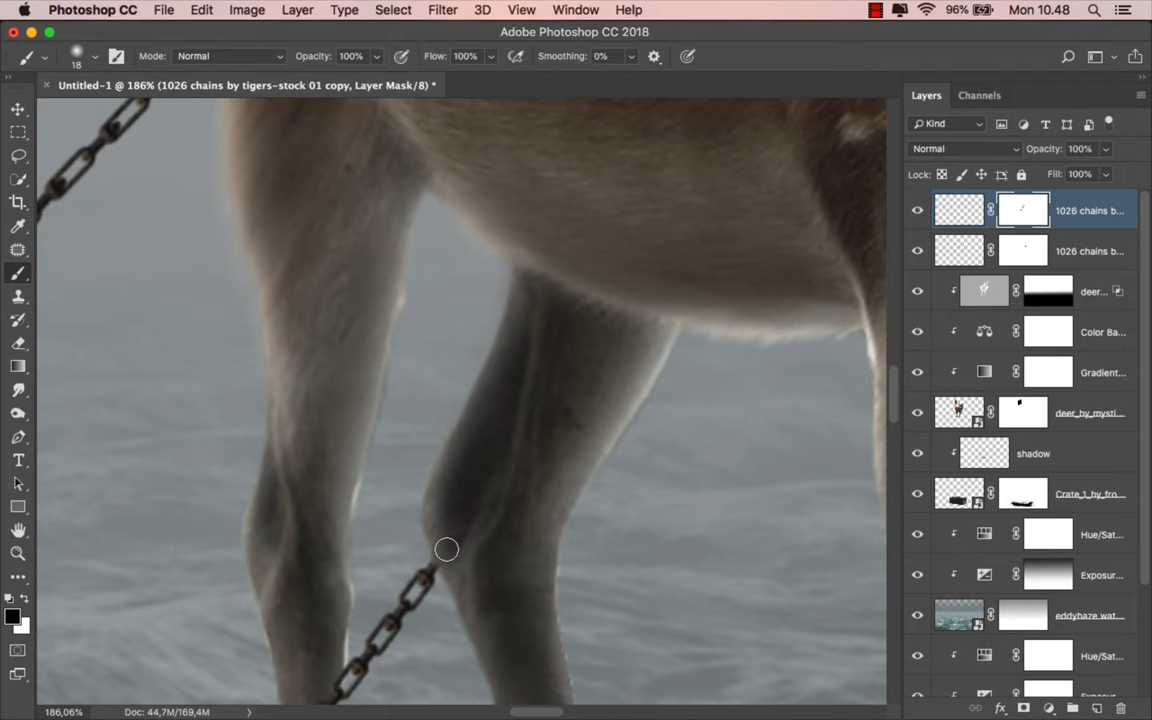 Photoshop CC File Edit Image Layer Type Select Filter 3D View Window Help 96% Mon 10.48
Adobe Photoshop CC 2018
18 Mode: Normal Opacity: 100% Flow: 100% Smoothing: 0%
Untitled-1 @ 186% (1026 chains by tigers-stock 01 copy, Layer Mask/8) *
Layers Channels
Kind
Normal Opacity: 100%
Lock: Fill: 100%
1026 chains b...
1026 chains b...
deer...
Color Ba...
Gradient...
deer_by_mysti...
shadow
Crate_1_by_fro...
Hue/Sat...
Exposur...
eddyhaze wat...
Hue/Sat...
Exposur...
186,06% Doc: 44,7M/169,4M